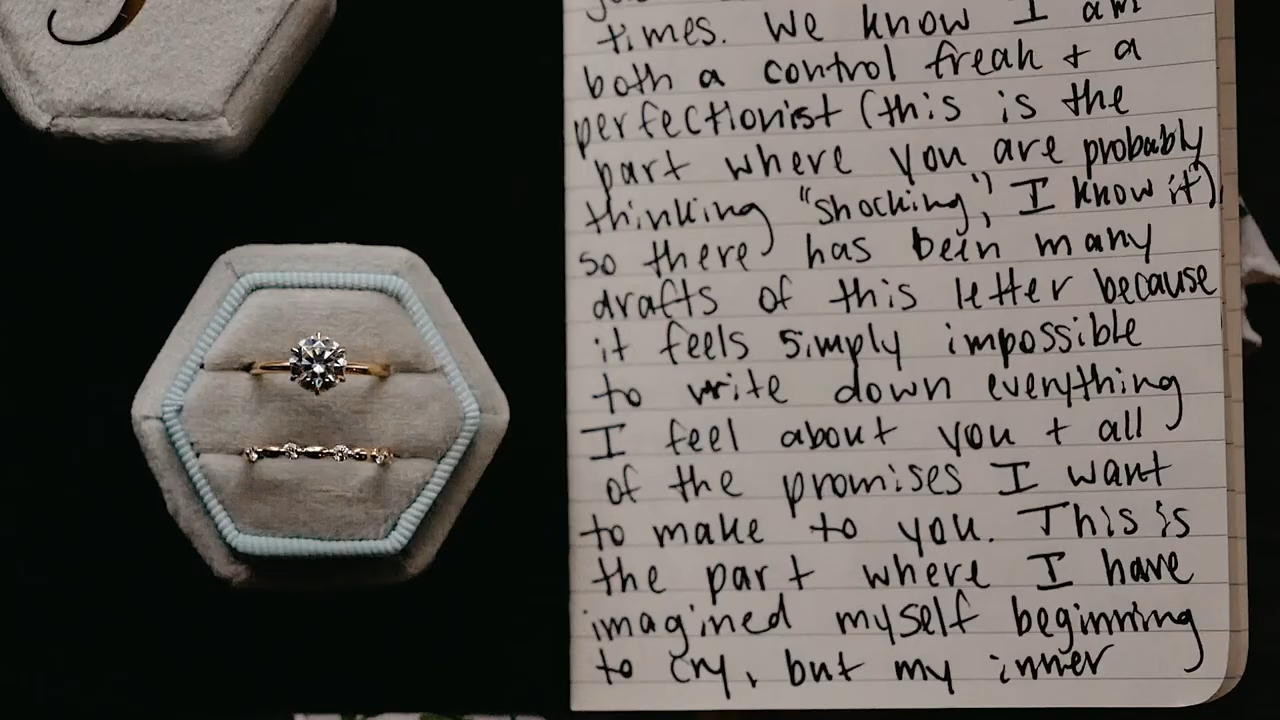 times. We know I am
both a control freak + a
perfectionist (this is the
part where you are probably
thinking "shocking", I know it)
so there has been many
drafts of this letter because
it feels simply impossible
to write down everything
I feel about you + all
of the promises I want
to make to you. This is
the part where I have
imagined myself beginning
to cry, but my inner